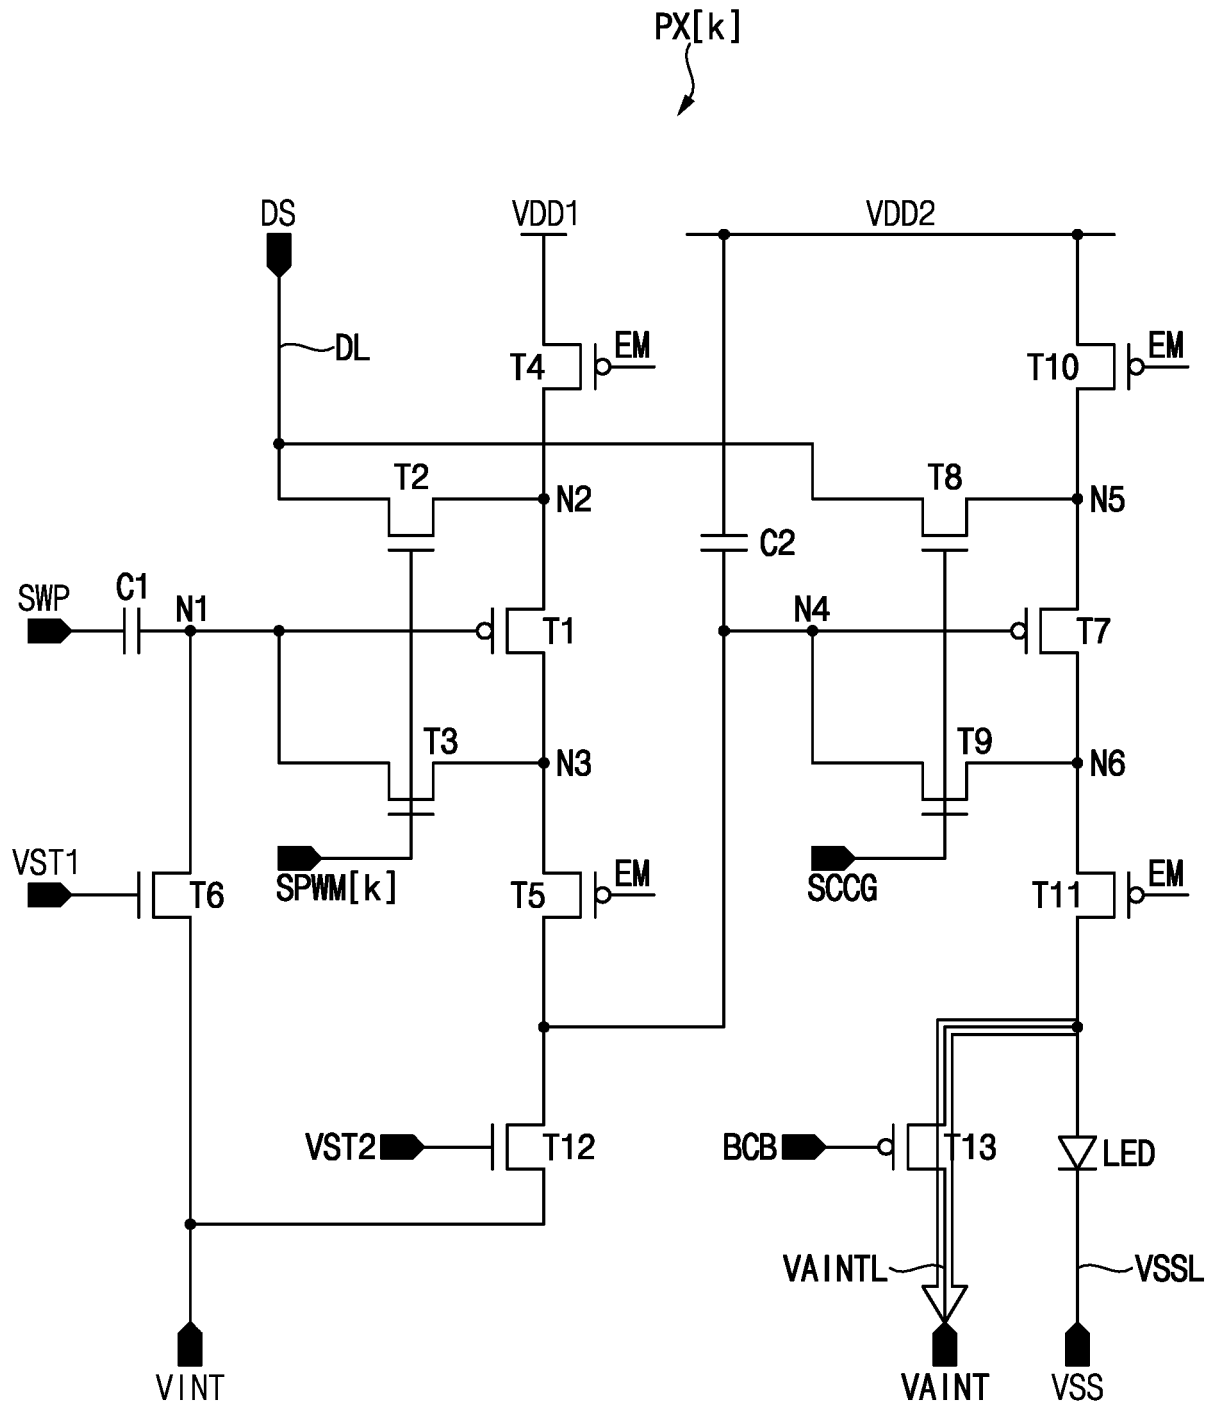 PX[k]
DS
VDD1
VDD2
DL
T4
EM
T10
EM
T2
N2
T8
N5
C2
SWP
C1
N1
T1
N4
T7
T3
N3
T9
N6
VST1
T6
SPWM[k]
T5
EM
SCCG
T11
EM
VST2
T12
BCB
T13
LED
VAINTL
VSSL
VINT
VAINT
VSS